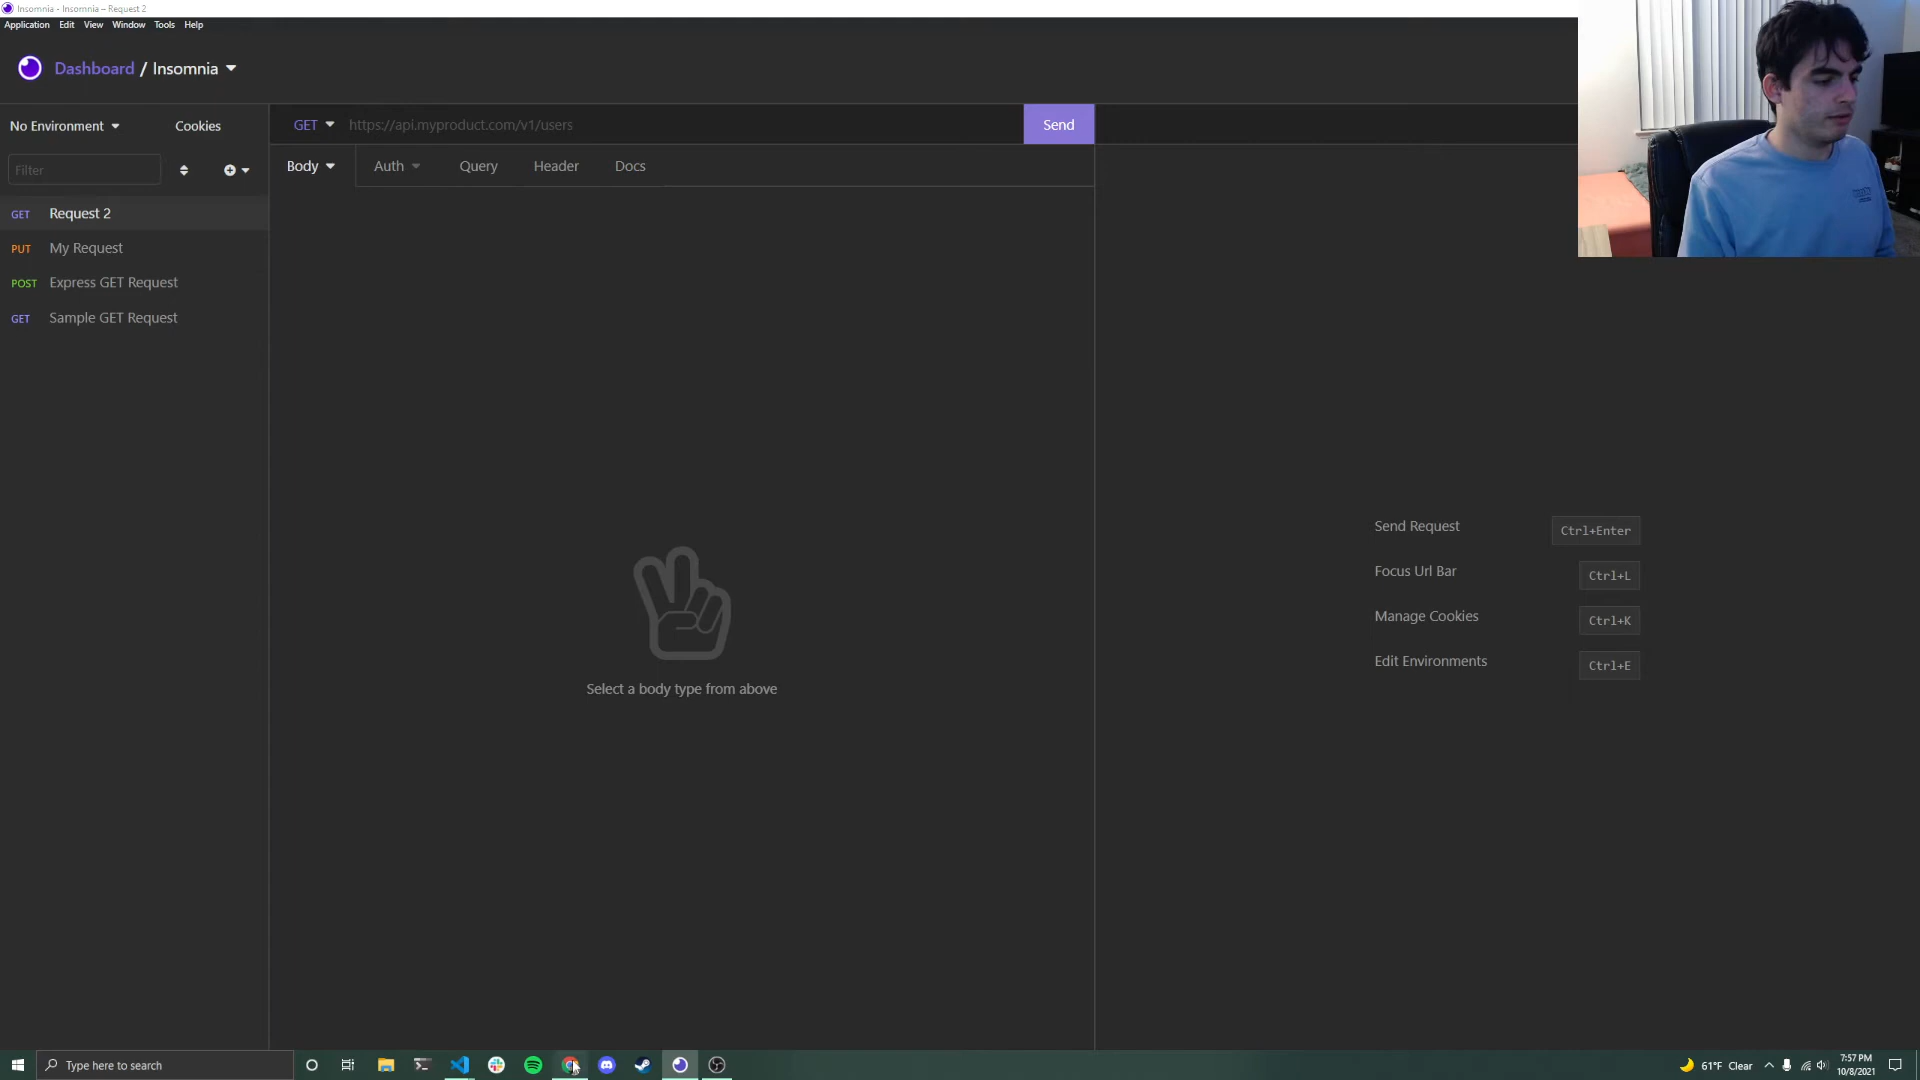 Insomnia - Insomnia – Request 2
Application Edit View Window Tools Help
Dashboard / Insomnia
No Environment Cookies
GET https://api.myproduct.com/v1/users Send
Filter
Body Auth Query Header Docs
GET Request 2
PUT My Request
POST Express GET Request
GET Sample GET Request
Select a body type from above
Send Request Ctrl+Enter
Focus Url Bar Ctrl+L
Manage Cookies Ctrl+K
Edit Environments Ctrl+E
Type here to search
61°F Clear
7:57 PM
10/8/2021